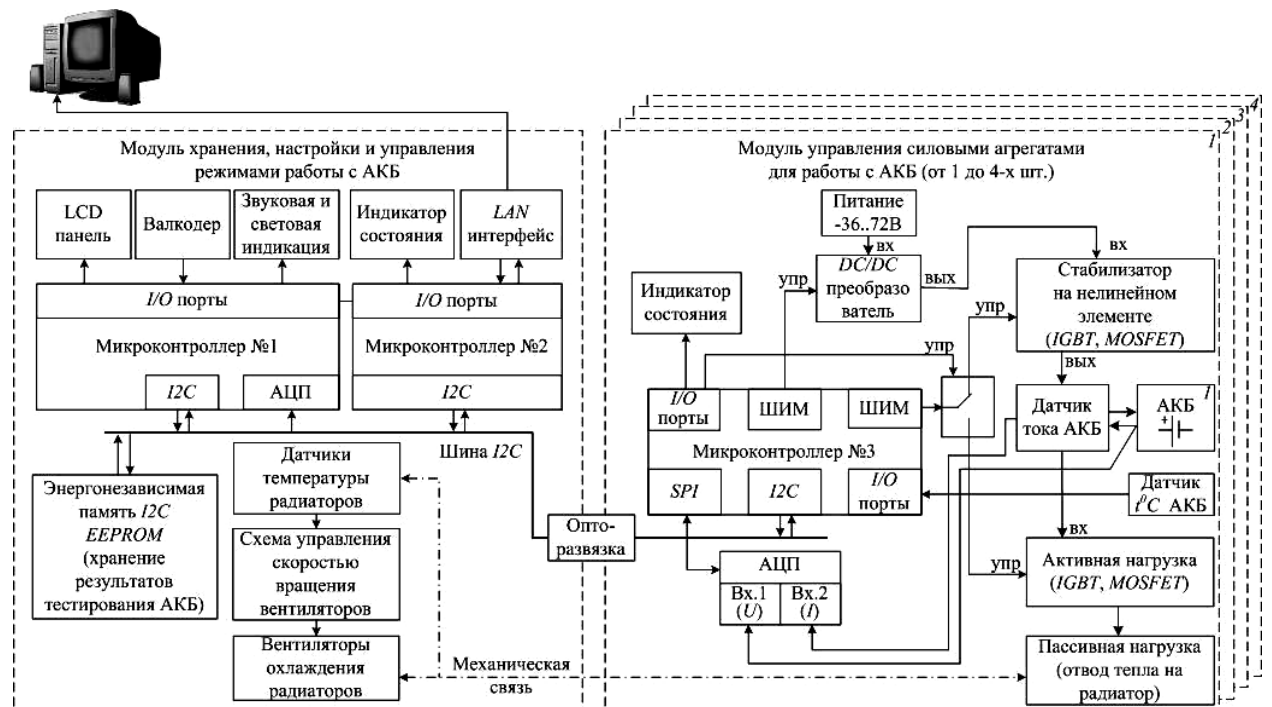 Модуль хранения, настройки и управления
режимами работы с АКБ
LCD
панель
Валкодер
Звуковая и
световая
индикация
Индикатор
состояния
LAN
интерфейс
I/O порты
I/O порты
Микроконтроллер №1
Микроконтроллер №2
I2C
АЦП
I2C
Шина I2C
Энергонезависимая
память I2C
EEPROM
(хранение
результатов
тестирования АКБ)
Датчики
температуры
радиаторов
Схема управления
скоростью
вращения
вентиляторов
Вентиляторы
охлаждения
радиаторов
Механическая
связь
Опто-
развязка
1
2
3
4
Модуль управления силовыми агрегатами
для работы с АКБ (от 1 до 4-х шт.)
Питание
-36..72В
вх
DC/DC
преобразо
ватель
упр
вых
вх
Стабилизатор
на нелинейном
элементе
(IGBT, MOSFET)
упр
вых
Индикатор
состояния
упр
I/O
порты
ШИМ
ШИМ
Микроконтроллер №3
SPI
I2C
I/O
порты
Датчик
тока АКБ
АКБ
1
+
Датчик
t⁰C АКБ
вх
АЦП
Вх.1
(U)
Вх.2
(I)
упр
Активная нагрузка
(IGBT, MOSFET)
Пассивная нагрузка
(отвод тепла на
радиатор)